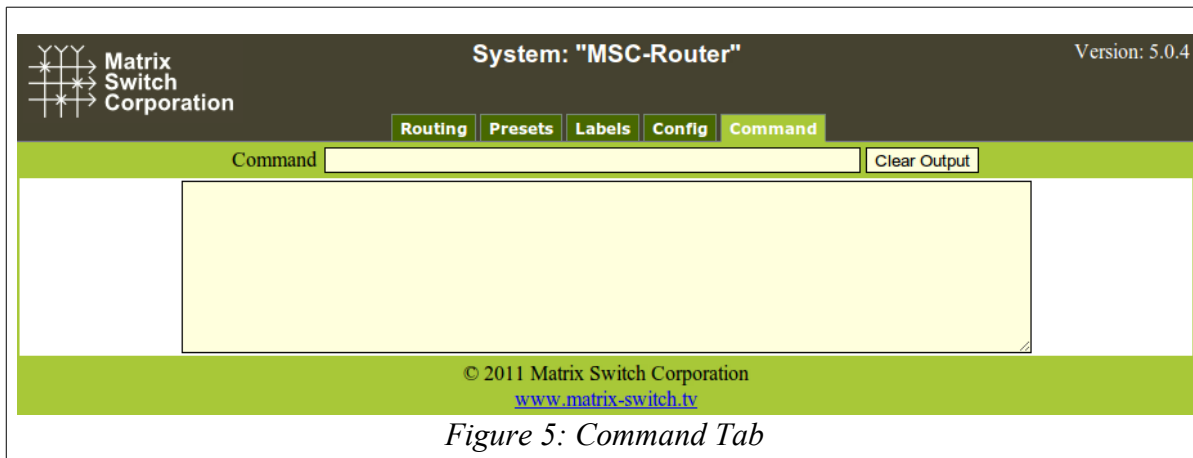 Matrix
Switch
Corporation
System: "MSC-Router"
Version: 5.0.4
Routing Presets Labels Config Command
Command Clear Output
© 2011 Matrix Switch Corporation
www.matrix-switch.tv
Figure 5: Command Tab